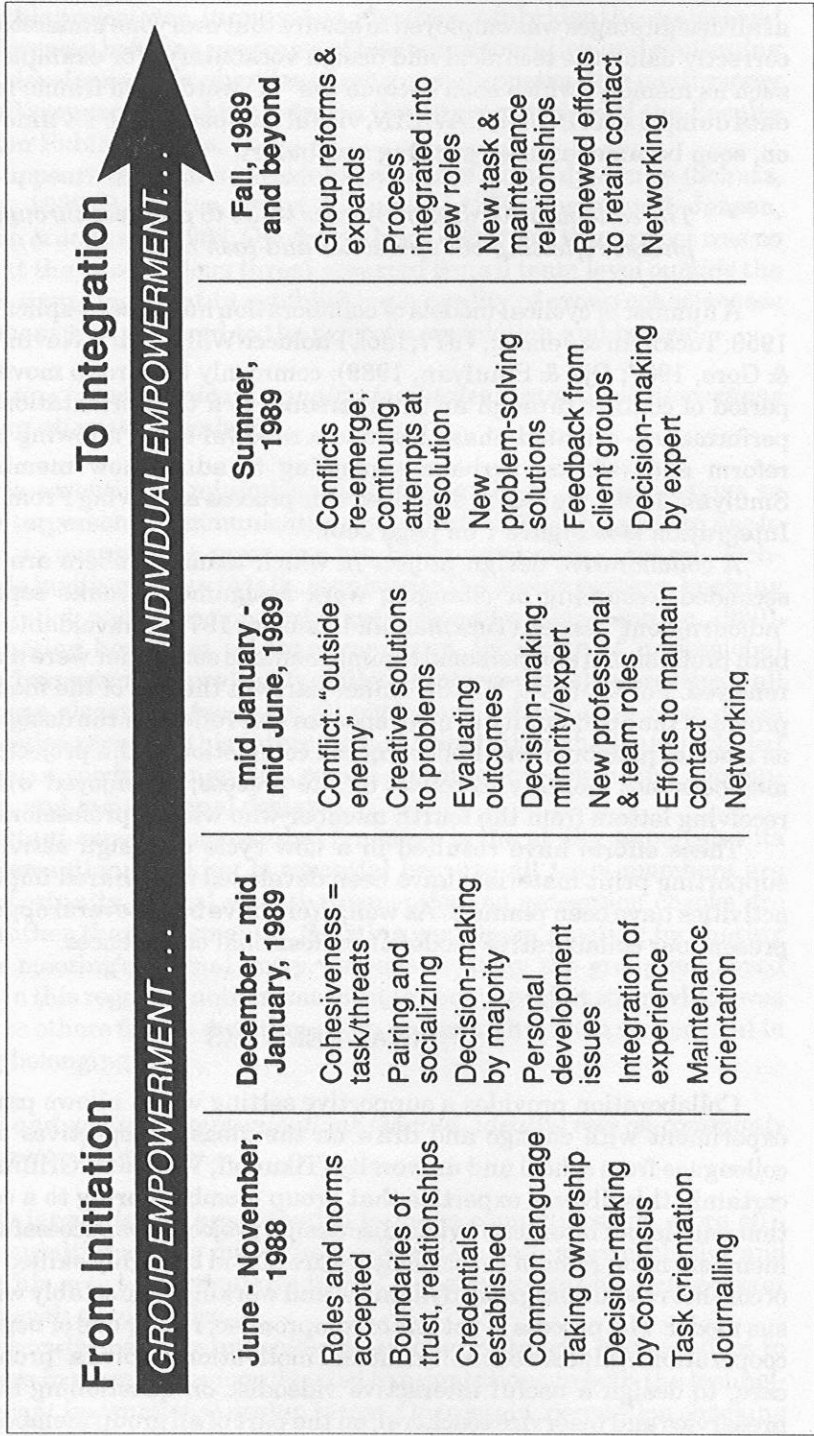 From Initiation
To Integration
GROUP EMPOWERMENT. . .
INDIVIDUAL EMPOWERMENT. . .
June-November,
1988
Rules and norms
accepted
Boundaries of
trust/relationships
Credentials
established
Common language
Taking ownership
Decision-making
by consensus
Task orientation
Journalling
December - mid
January, 1989
Cohesiveness =
task/threats
Pairing and
socializing
Decision-making
by majority
Personal
development
issues
Integration of
experience
Maintenance
orientation
mid January -
mid June. 1989
Conflict: "outside
enemy"
Creative solutions
to problems
Evaluating
outcomes
Decision-making:
minority/expert
New professional
& team roles
Efforts to maintain
contact
Networking
Summer,
1989
Conflicts
re-emerge,
continuing
attempts at
resolution
New
problem-solving
solutions
Feedback from
client groups
Decision-making
by expert
Fall, 1989
and beyond
Group reforms &
expands
Process
integrated into
new roles
New task &
maintenance
relationships
Renewed efforts
to retain contact
Networking